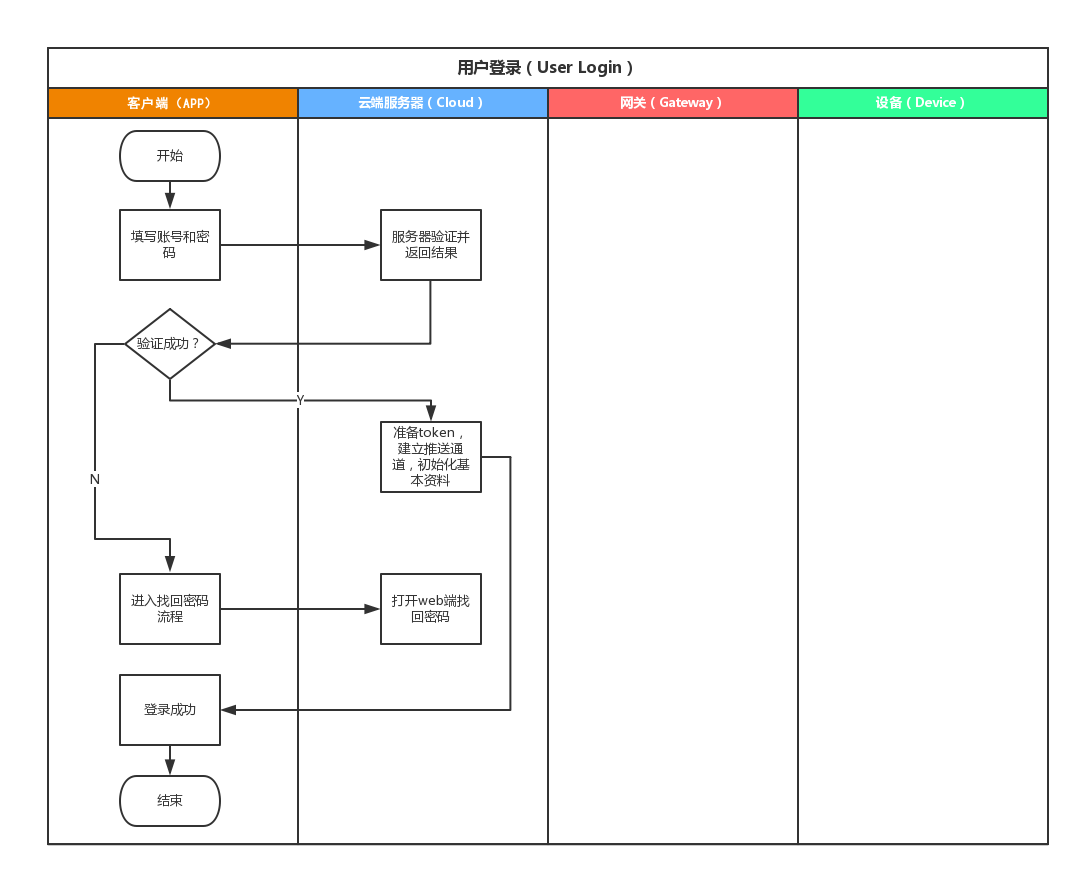 用户登录（User Login）
客户端（APP）
云端服务器（Cloud）
网关（Gateway）
设备（Device）
开始
填写账号和密
码
服务器验证并
返回结果
验证成功？
Y
准备token，
建立推送通
道，初始化基
本资料
N
进入找回密码
流程
打开web端找
回密码
登录成功
结束